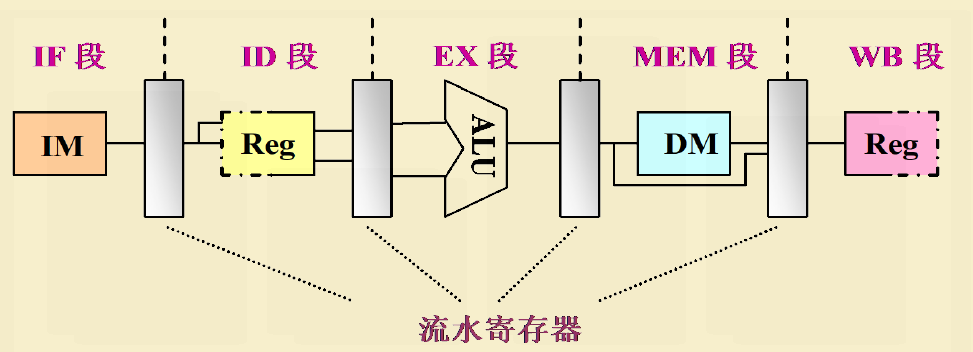 IF 段 ID 段 EX 段 MEM 段 WB 段
IM Reg ALU DM Reg
流水寄存器